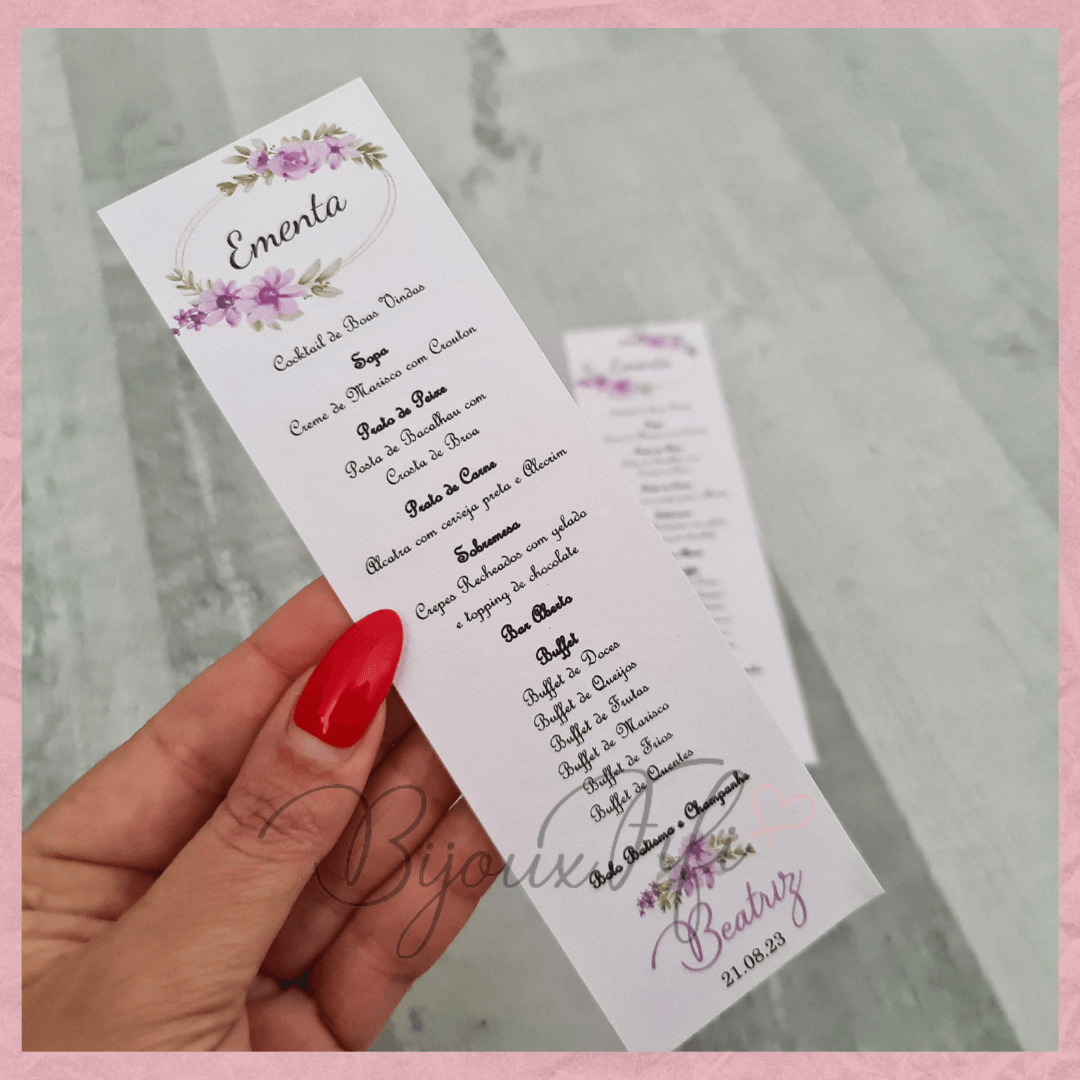 Ementa
Cocktail de Boas Vindas
Sopa
Creme de Marisco com Crouton
Prato de Peixe
Posta de Bacalhau com
Crosta de Broa
Prato de Carne
Alcatra com cerveja preta e Alecrim
Sobremesa
Crepes Recheados com gelado
e topping de chocolate
Bar Aberto
Buffet
Buffet de Doces
Buffet de Queijos
Buffet de Frutas
Buffet de Marisco
Buffet de Frios
Buffet de Quentes
Bolo Batismo e Champanhe
Beatriz
21.08.23